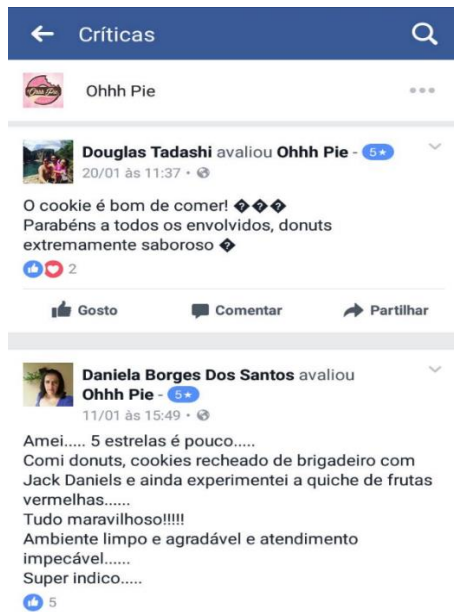 Críticas
Ohhh Pie
Douglas Tadashi avaliou Ohhh Pie - 5★
20/01 às 11:37 •
O cookie é bom de comer! ���
Parabéns a todos os envolvidos, donuts
extremamente saboroso �
2
Gosto Comentar Partilhar
Daniela Borges Dos Santos avaliou
Ohhh Pie - 5★
11/01 às 15:49 •
Amei..... 5 estrelas é pouco.....
Comi donuts, cookies recheado de brigadeiro com
Jack Daniels e ainda experimentei a quiche de frutas
vermelhas......
Tudo maravilhoso!!!!!
Ambiente limpo e agradável e atendimento
impecável......
Super indico.....
5